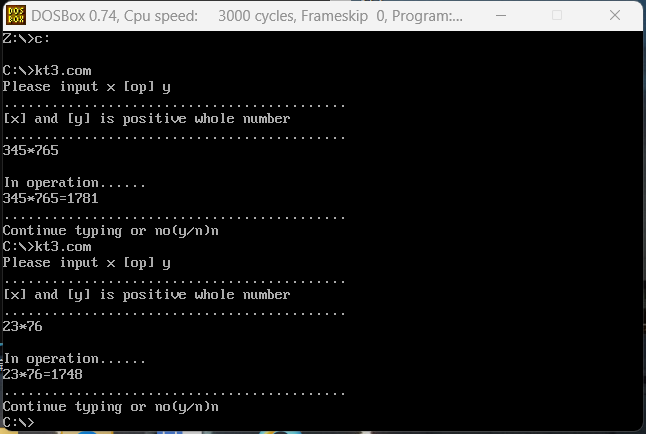 DOS BOX DOSBox 0.74, Cpu speed: 3000 cycles, Frameskip 0, Program:...
Z:\>c:
C:\>kt3.com
Please input x [op] y
...........................................
[x] and [y] is positive whole number
...........................................
345*765
In operation......
345*765=1781
...........................................
Continue typing or no(y/n)n
C:\>kt3.com
Please input x [op] y
...........................................
[x] and [y] is positive whole number
...........................................
23*76
In operation......
23*76=1748
...........................................
Continue typing or no(y/n)n
C:\>